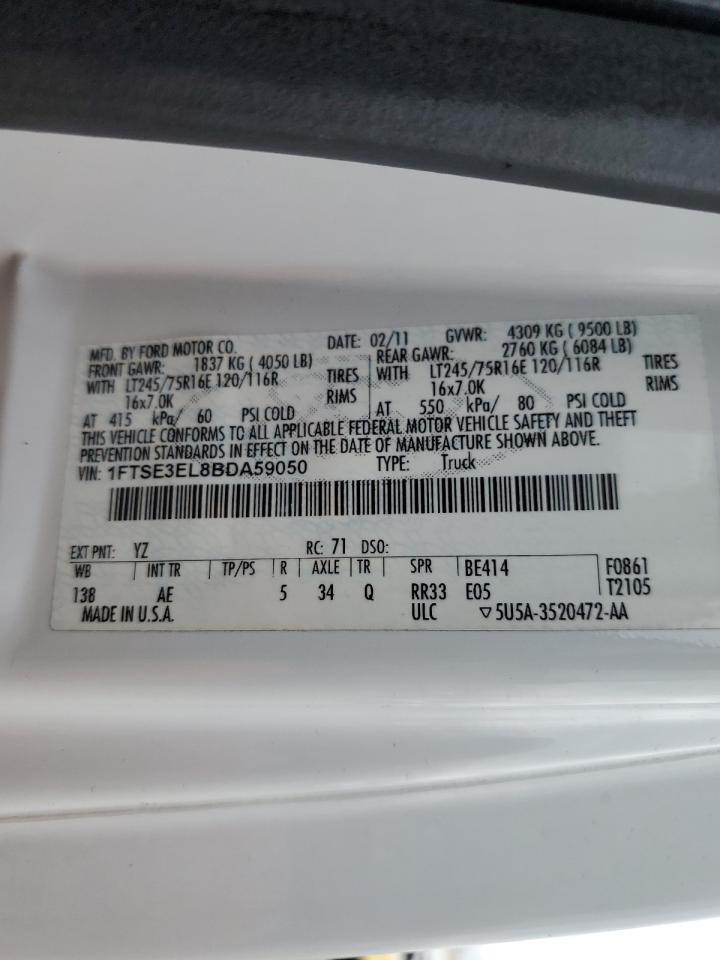 MFD. BY FORD MOTOR CO. DATE: 02/11 GVWR: 4309 KG ( 9500 LB)
FRONT GAWR: 1837 KG ( 4050 LB) REAR GAWR: 2760 KG ( 6084 LB)
WITH LT245/75R16E 120/116R TIRES WITH LT245/75R16E 120/116R TIRES
16x7.0K RIMS 16x7.0K RIMS
AT 415 kPa/ 60 PSI COLD AT 550 kPa/ 80 PSI COLD
THIS VEHICLE CONFORMS TO ALL APPLICABLE FEDERAL MOTOR VEHICLE SAFETY AND THEFT
PREVENTION STANDARDS IN EFFECT ON THE DATE OF MANUFACTURE SHOWN ABOVE.
VIN: 1FTSE3EL8BDA59050 TYPE: Truck
EXT PNT: YZ RC: 71 DSO:
WB INT TR TP/PS R AXLE TR SPR BE414 F0861
138 AE 5 34 Q RR33 E05 T2105
MADE IN U.S.A. ULC ▽5U5A-3520472-AA